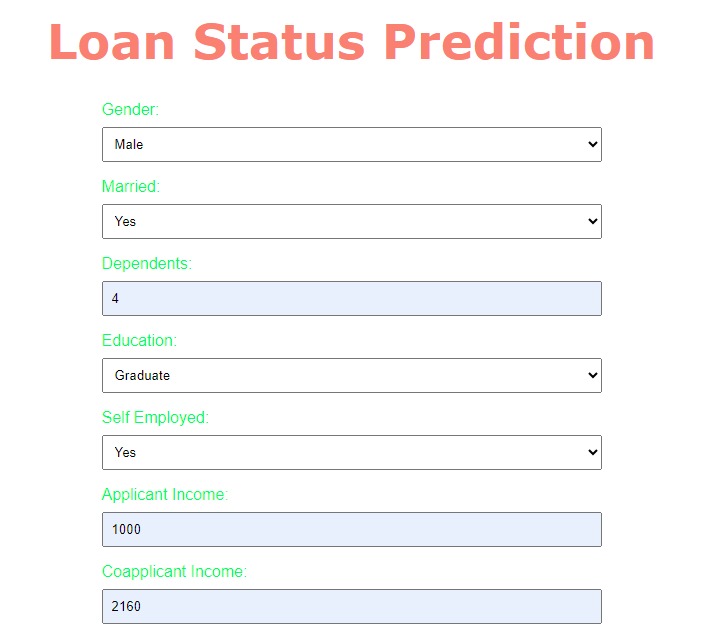 Loan Status Prediction
Gender:
Male
Married:
Yes
Dependents:
4
Education:
Graduate
Self Employed:
Yes
Applicant Income:
1000
Coapplicant Income:
2160